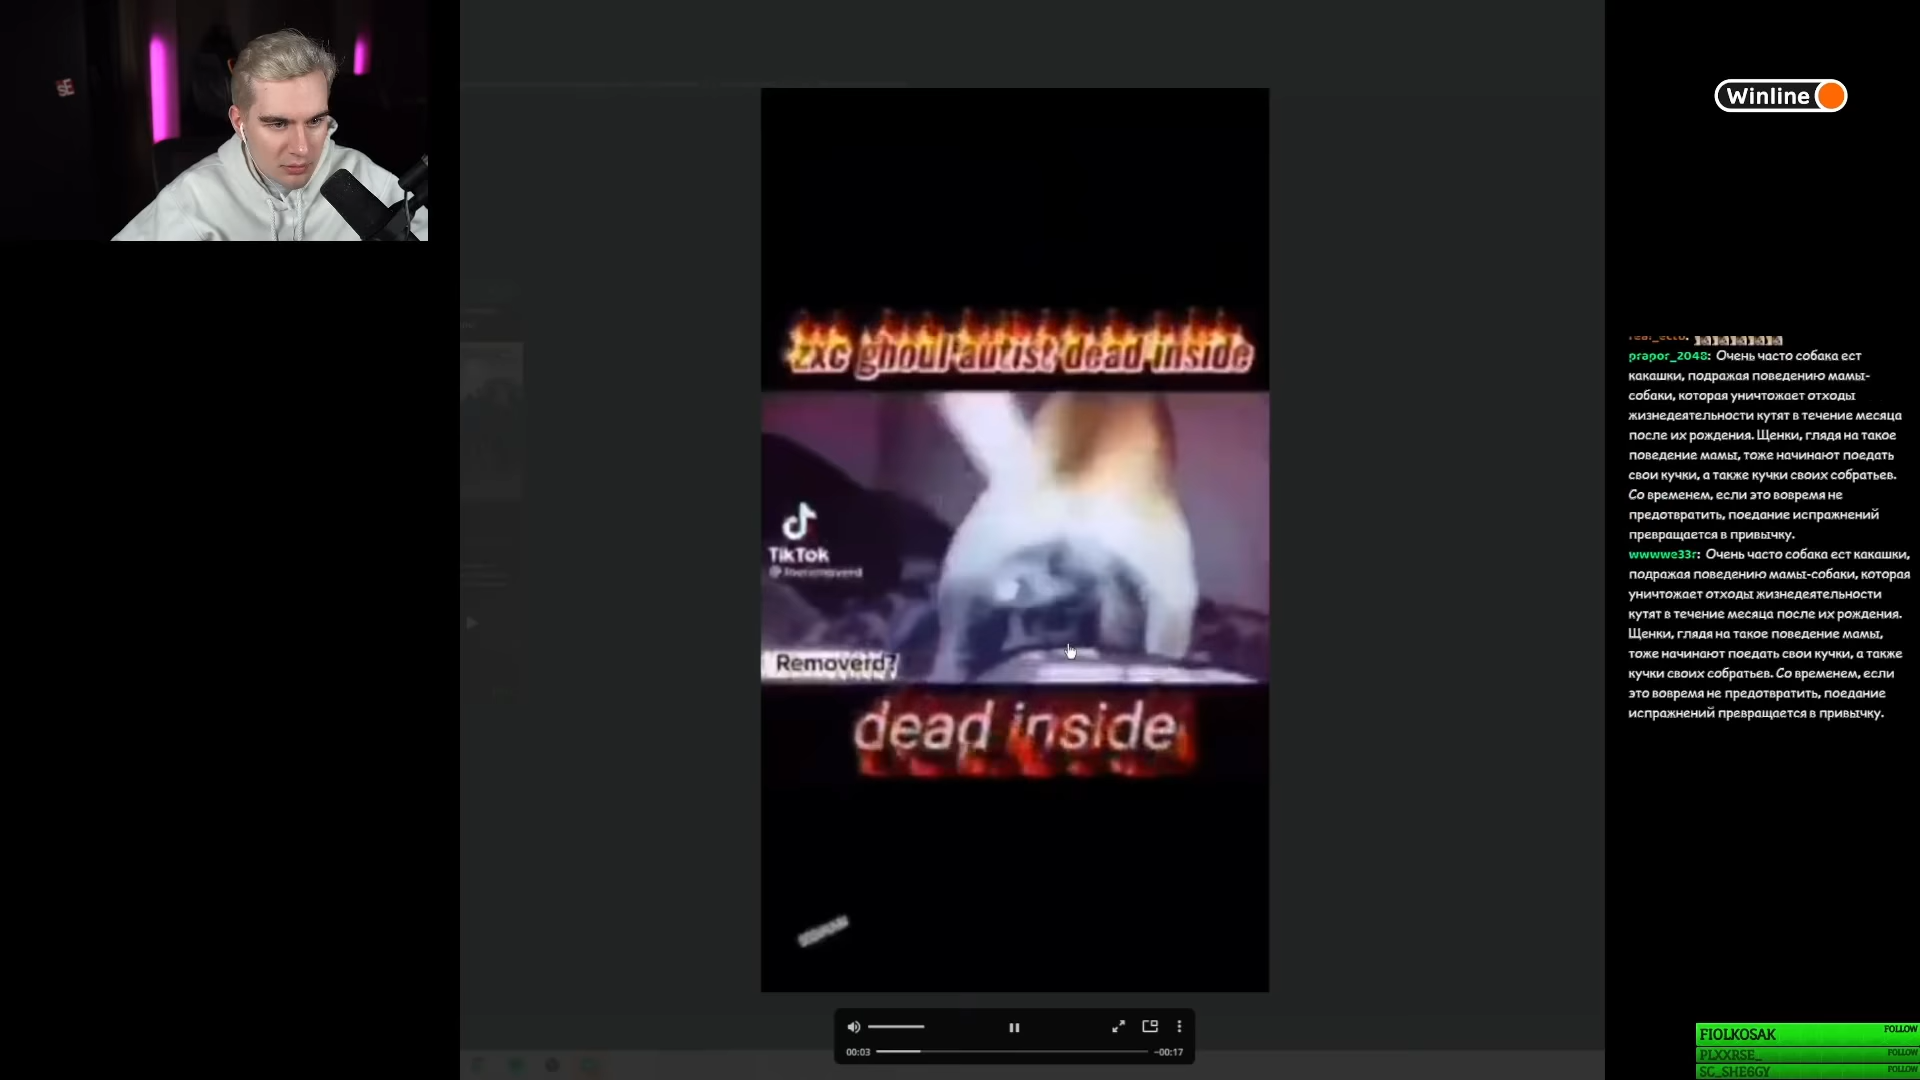 Winline
prapor_2048: Очень часто собака ест
какашки, подражая поведению мамы-
собаки, которая уничтожает отходы
жизнедеятельности кутят в течение месяца
после их рождения. Щенки, глядя на такое
поведение мамы, тоже начинают поедать
свои кучки, а также кучки своих собратьев.
Со временем, если это вовремя не
предотвратить, поедание испражнений
превращается в привычку.
wwwwe33r: Очень часто собака ест какашки,
подражая поведению мамы-собаки, которая
уничтожает отходы жизнедеятельности
кутят в течение месяца после их рождения.
Щенки, глядя на такое поведение мамы,
тоже начинают поедать свои кучки, а также
кучки своих собратьев. Со временем, если
это вовремя не предотвратить, поедание
испражнений превращается в привычку.
zxc ghoul autist dead inside
TikTok
Removerd?
dead inside
00:03
-00:17
FIOLKOSAK FOLLOW
PLXXRSE_ FOLLOW
SC_SHE6GY FOLLOW